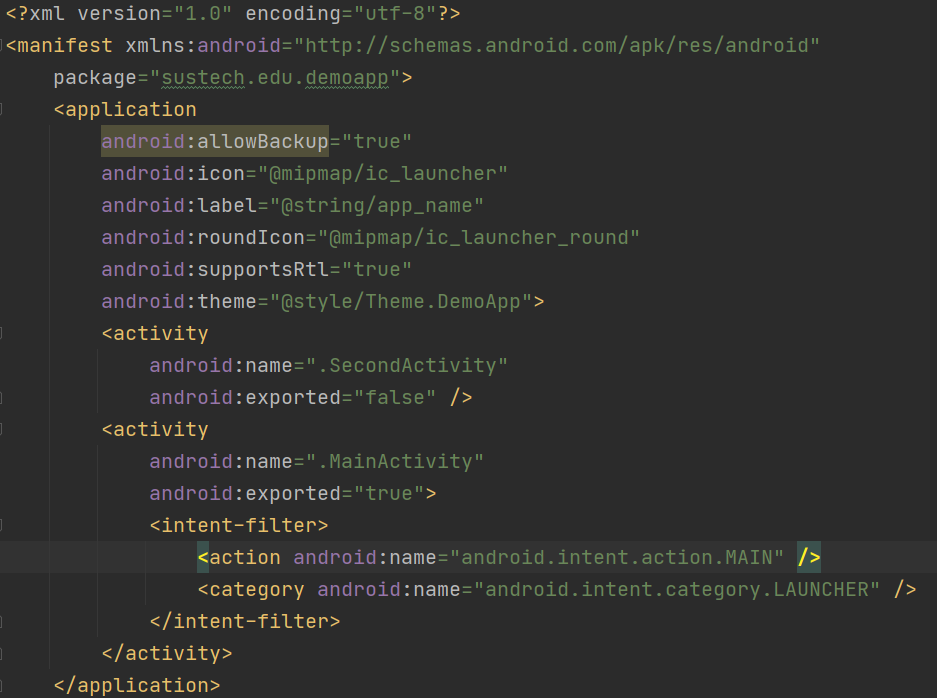 <?xml version="1.0" encoding="utf-8"?>
<manifest xmlns:android="http://schemas.android.com/apk/res/android"
    package="sustech.edu.demoapp">
    <application
        android:allowBackup="true"
        android:icon="@mipmap/ic_launcher"
        android:label="@string/app_name"
        android:roundIcon="@mipmap/ic_launcher_round"
        android:supportsRtl="true"
        android:theme="@style/Theme.DemoApp">
        <activity
            android:name=".SecondActivity"
            android:exported="false" />
        <activity
            android:name=".MainActivity"
            android:exported="true">
            <intent-filter>
                <action android:name="android.intent.action.MAIN" />
                <category android:name="android.intent.category.LAUNCHER" />
            </intent-filter>
        </activity>
    </application>